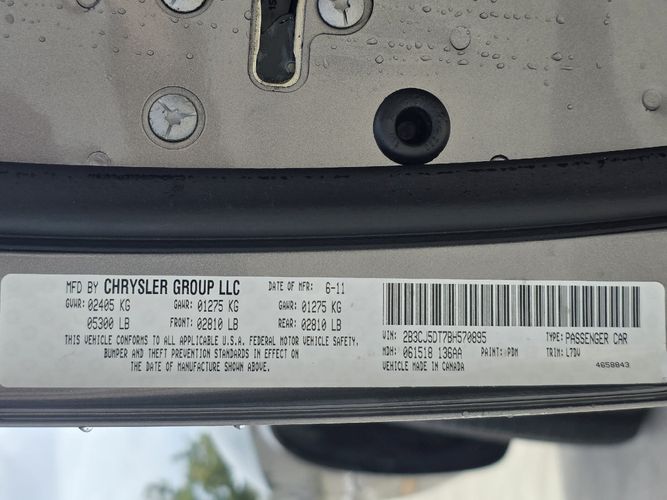 MFD BY CHRYSLER GROUP LLC DATE OF MFR: 6-11
GVWR: 02405 KG GAWR: 01275 KG GAWR: 01275 KG
05300 LB FRONT: 02810 LB REAR: 02810 LB
THIS VEHICLE CONFORMS TO ALL APPLICABLE U.S.A. FEDERAL MOTOR VEHICLE SAFETY,
BUMPER AND THEFT PREVENTION STANDARDS IN EFFECT ON
THE DATE OF MANUFACTURE SHOWN ABOVE.
VIN: 2B3CJ5DT7BH570895 TYPE: PASSENGER CAR
MDH: 061518 136AA PAINT: PDM TRIM: L7DV
VEHICLE MADE IN CANADA 4658843